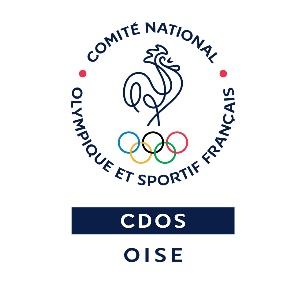 COMITÉ NATIONAL
OLYMPIQUE ET SPORTIF FRANÇAIS
CDOS
OISE